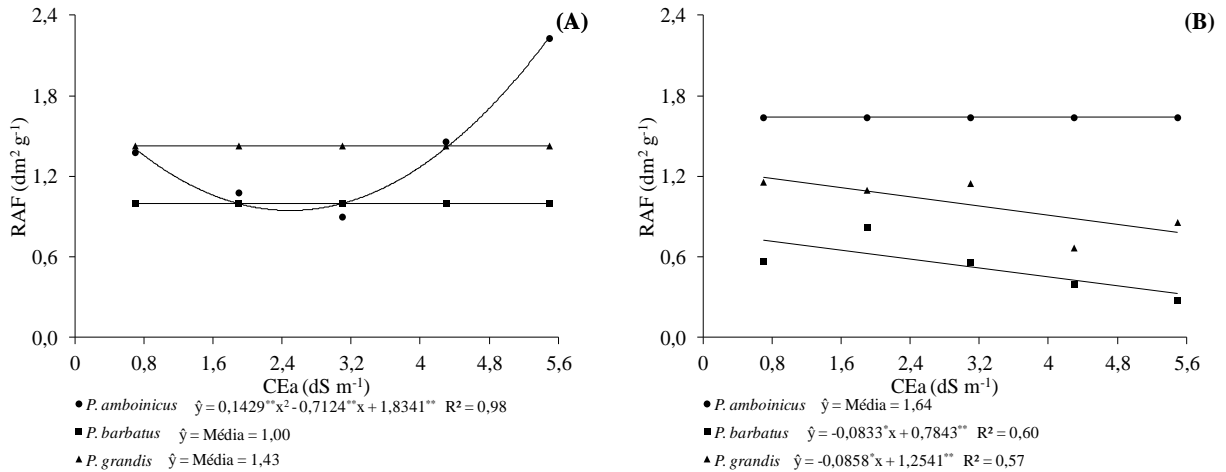 (A)
2,4
1,8
1,2
0,6
0,0
RAF (dm² g⁻¹)
0 0,8 1,6 2,4 3,2 4 4,8 5,6
CEa (dS m⁻¹)
P. amboinicus ŷ = 0,1429**x² - 0,7124**x + 1,8341** R² = 0,98
P. barbatus ŷ = Média = 1,00
P. grandis ŷ = Média = 1,43
(B)
2,4
1,8
1,2
0,6
0,0
RAF (dm² g⁻¹)
0 0,8 1,6 2,4 3,2 4 4,8 5,6
CEa (dS m⁻¹)
P. amboinicus ŷ = Média = 1,64
P. barbatus ŷ = -0,0833*x + 0,7843** R² = 0,60
P. grandis ŷ = -0,0858*x + 1,2541** R² = 0,57